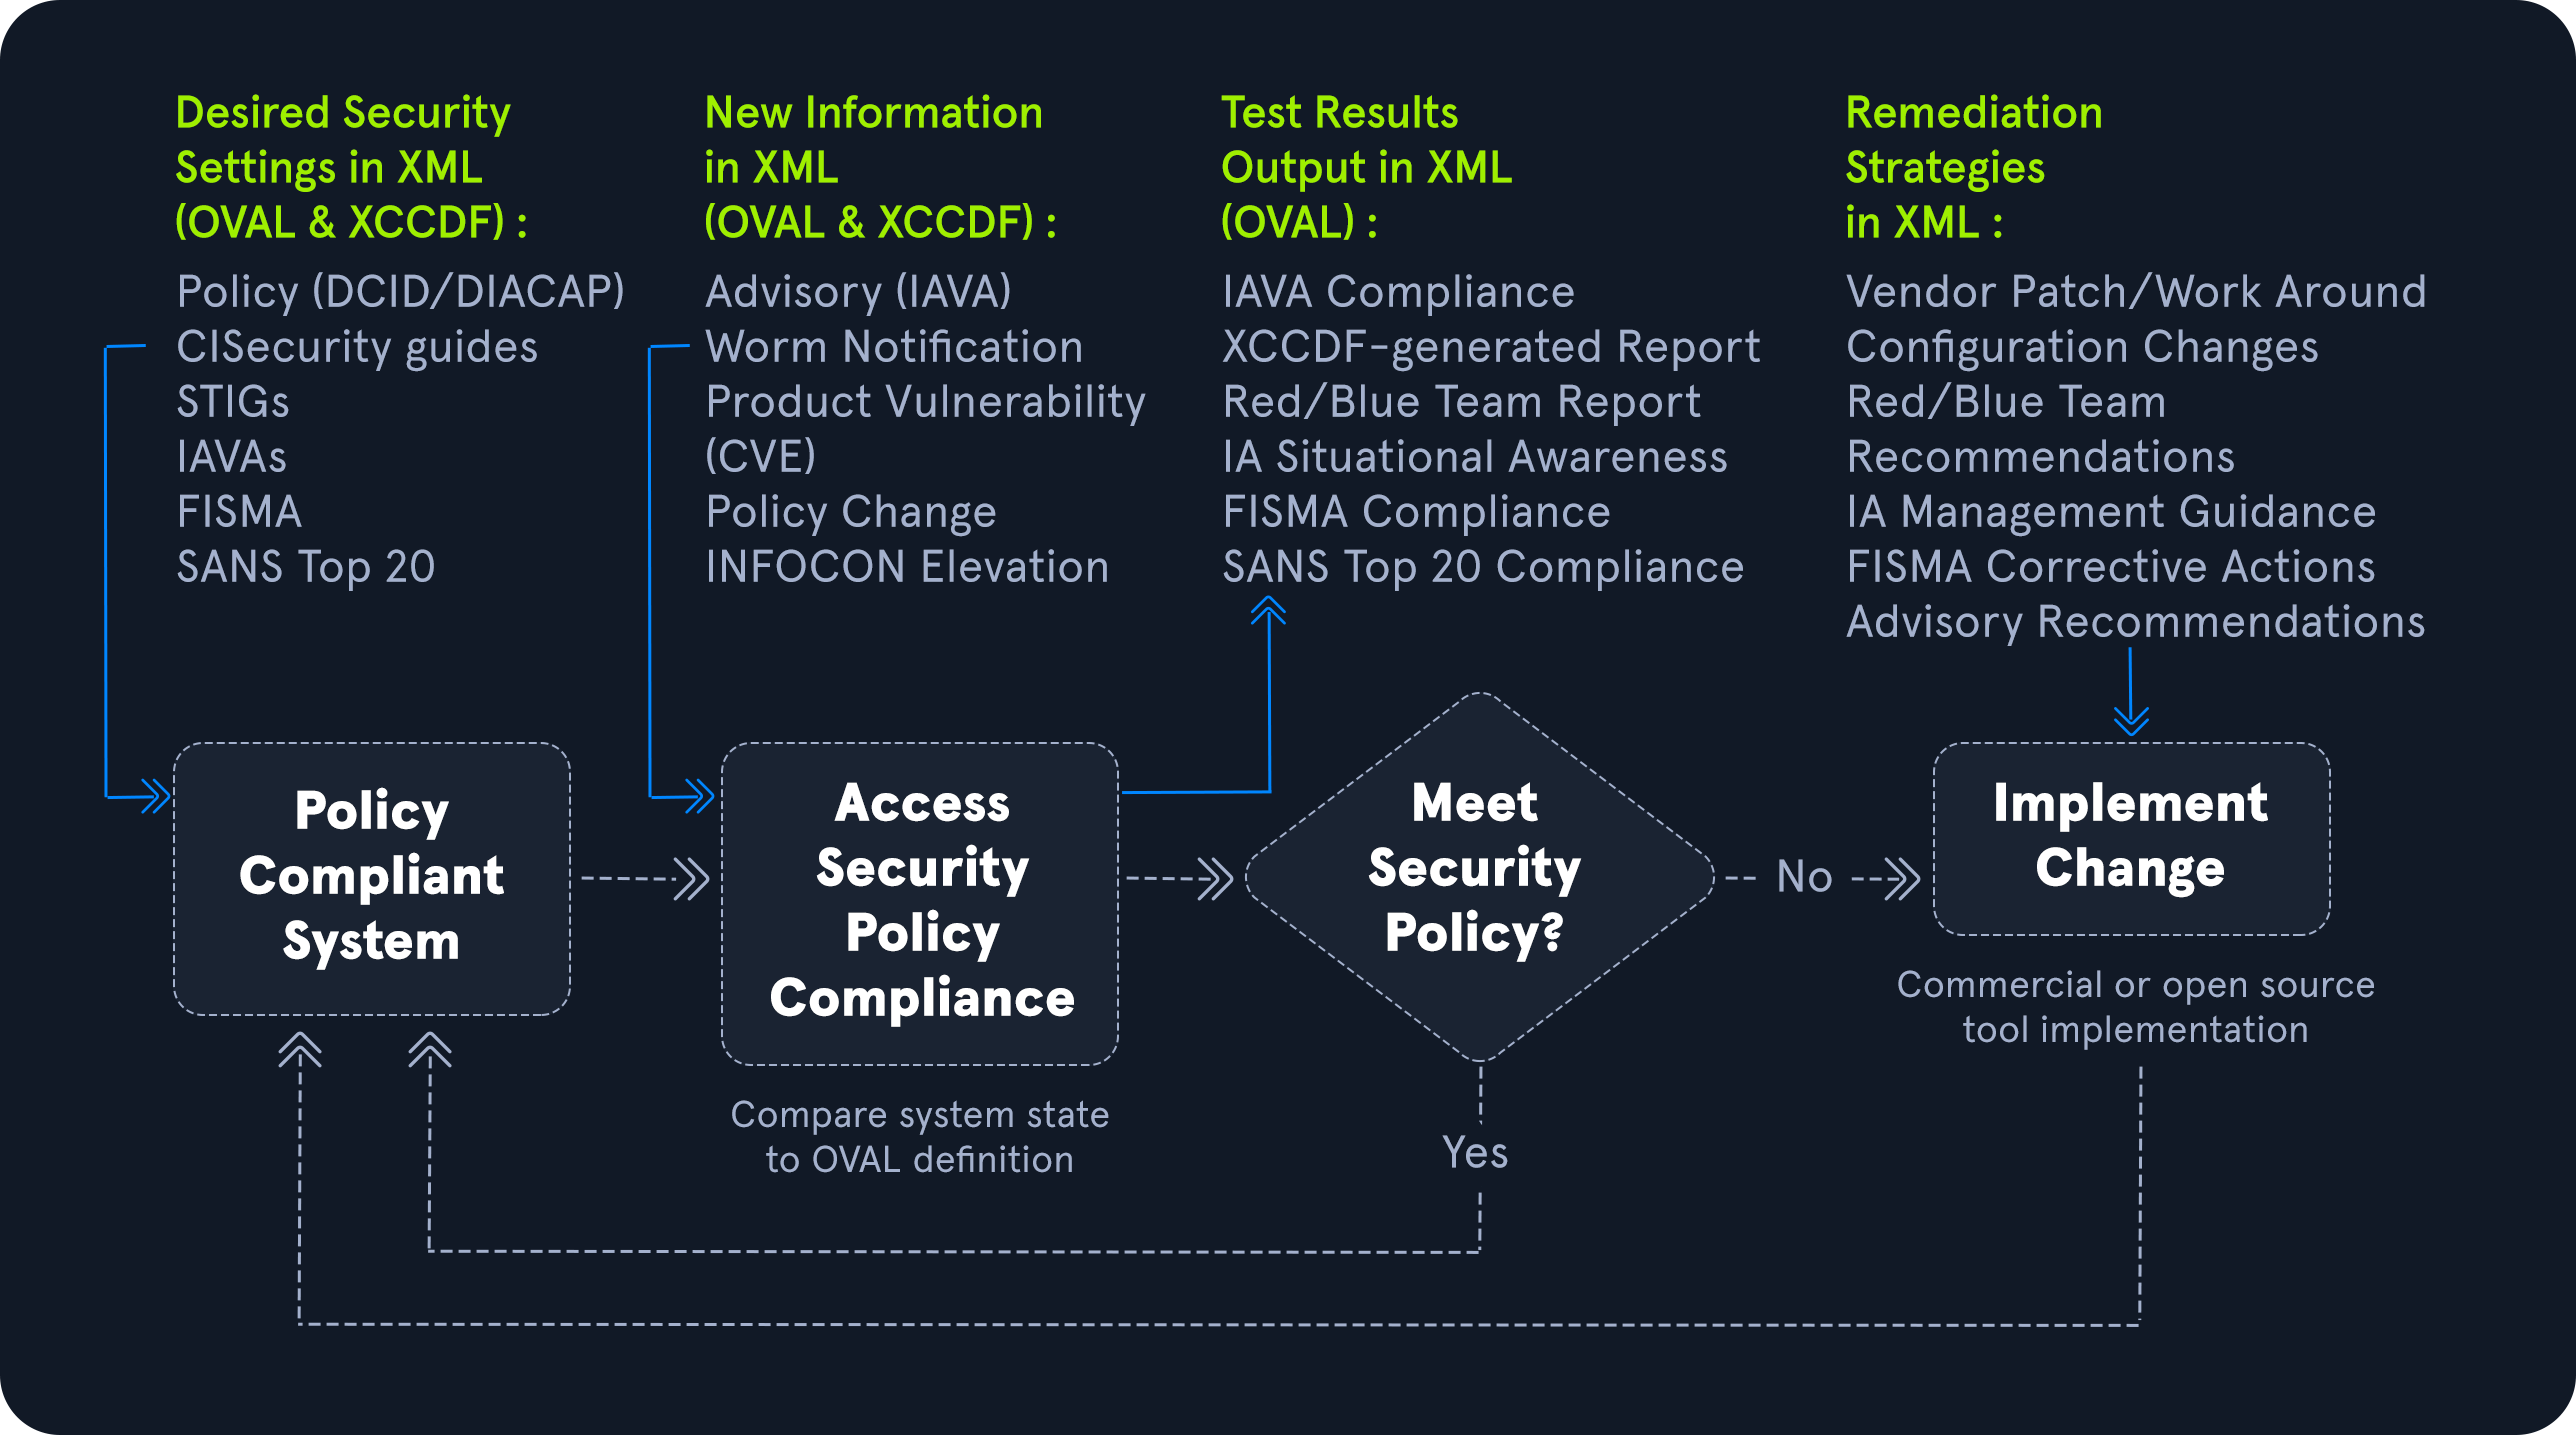 Desired Security
Settings in XML
(OVAL & XCCDF) :
Policy (DCID/DIACAP)
CISecurity guides
STIGs
IAVAs
FISMA
SANS Top 20
New Information
in XML
(OVAL & XCCDF) :
Advisory (IAVA)
Worm Notification
Product Vulnerability
(CVE)
Policy Change
INFOCON Elevation
Test Results
Output in XML
(OVAL) :
IAVA Compliance
XCCDF-generated Report
Red/Blue Team Report
IA Situational Awareness
FISMA Compliance
SANS Top 20 Compliance
Remediation
Strategies
in XML :
Vendor Patch/Work Around
Configuration Changes
Red/Blue Team
Recommendations
IA Management Guidance
FISMA Corrective Actions
Advisory Recommendations
Policy
Compliant
System
Access
Security
Policy
Compliance
Compare system state
to OVAL definition
Meet
Security
Policy?
No
Yes
Implement
Change
Commercial or open source
tool implementation